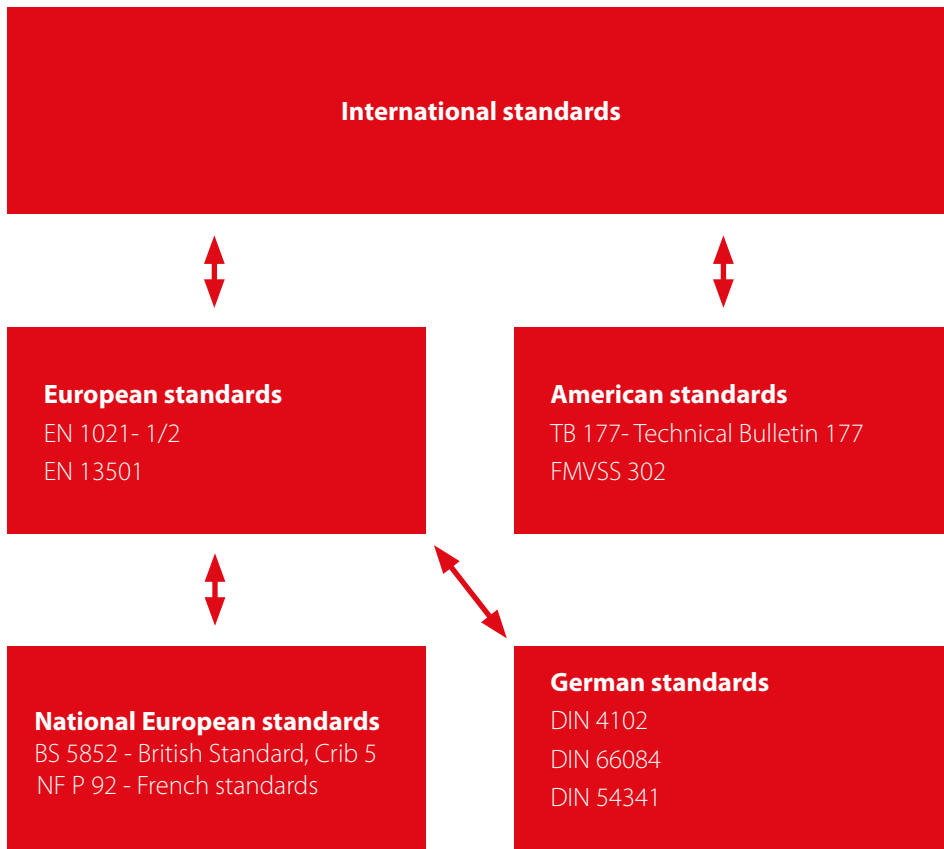 International standards
European standards
EN 1021- 1/2
EN 13501
American standards
TB 177- Technical Bulletin 177
FMVSS 302
National European standards
BS 5852 - British Standard, Crib 5
NF P 92 - French standards
German standards
DIN 4102
DIN 66084
DIN 54341